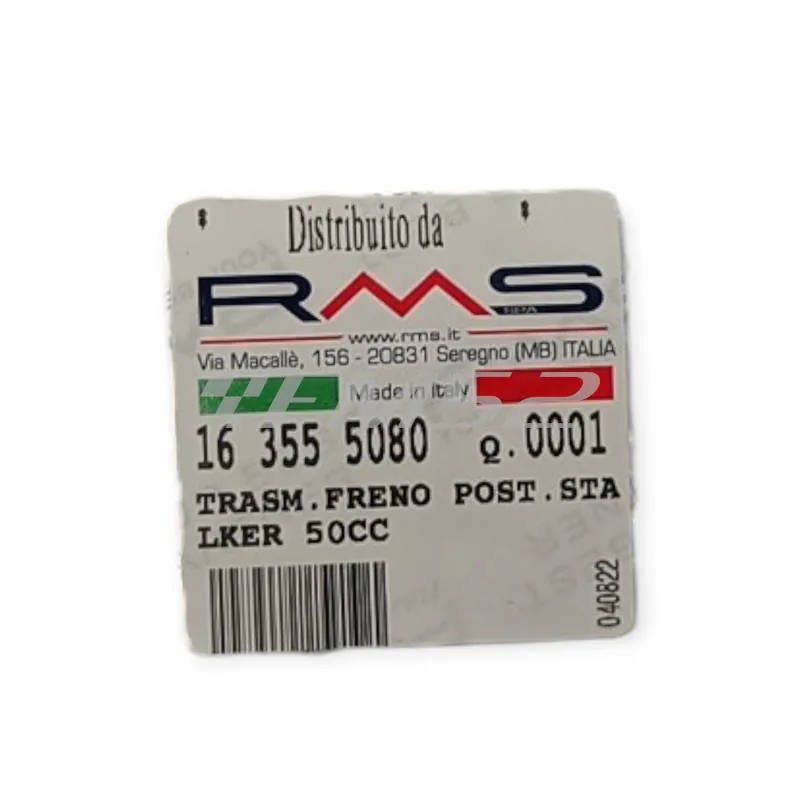 Distribuito da
RMS
www.rms.it
Via Macallè, 156 - 20831 Seregno (MB) ITALIA
Made in Italy
16 355 5080 Q.0001
TRASM.FRENO POST.STA
LKER 50CC
040822